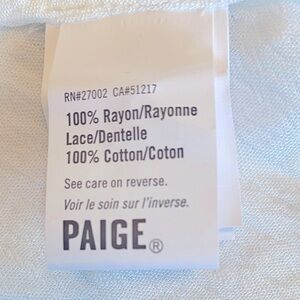 RN#27002 CA#51217
100% Rayon/Rayonne
Lace/Dentelle
100% Cotton/Coton
See care on reverse.
Voir le soin sur l'inverse.
PAIGE®